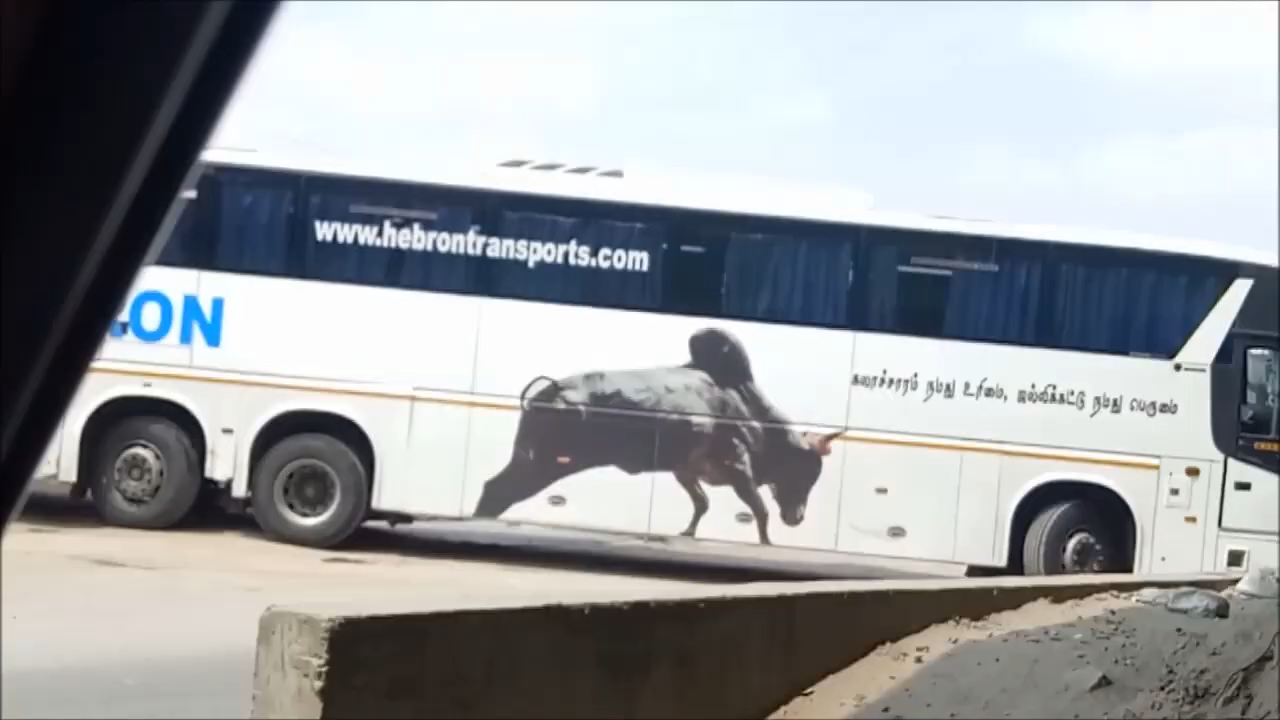 www.hebrontransports.com
ON
கலாச்சாரம் நமது உரிமை, ஜல்லிக்கட்டு நமது பெருமை